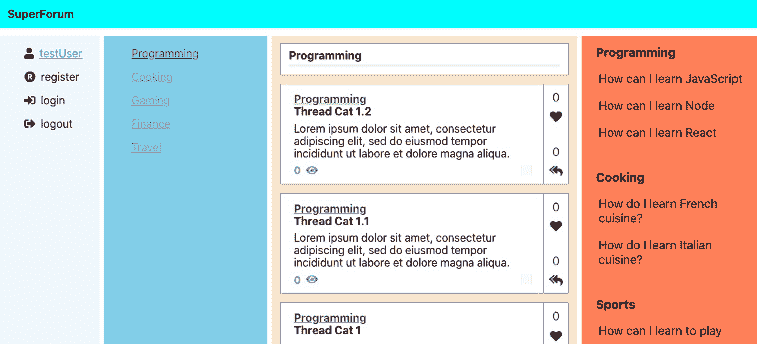 SuperForum
testUser
register
login
logout
Programming
Cooking
Gaming
Finance
Travel
Programming
Programming
Thread Cat 1.2
Lorem ipsum dolor sit amet, consectetur
adipiscing elit, sed do eiusmod tempor
incididunt ut labore et dolore magna aliqua.
0
0
0
Programming
Thread Cat 1.1
Lorem ipsum dolor sit amet, consectetur
adipiscing elit, sed do eiusmod tempor
incididunt ut labore et dolore magna aliqua.
0
0
0
Programming
Thread Cat 1
0
Programming
How can I learn JavaScript
How can I learn Node
How can I learn React
Cooking
How do I learn French
cuisine?
How do I learn Italian
cuisine?
Sports
How can I learn to play